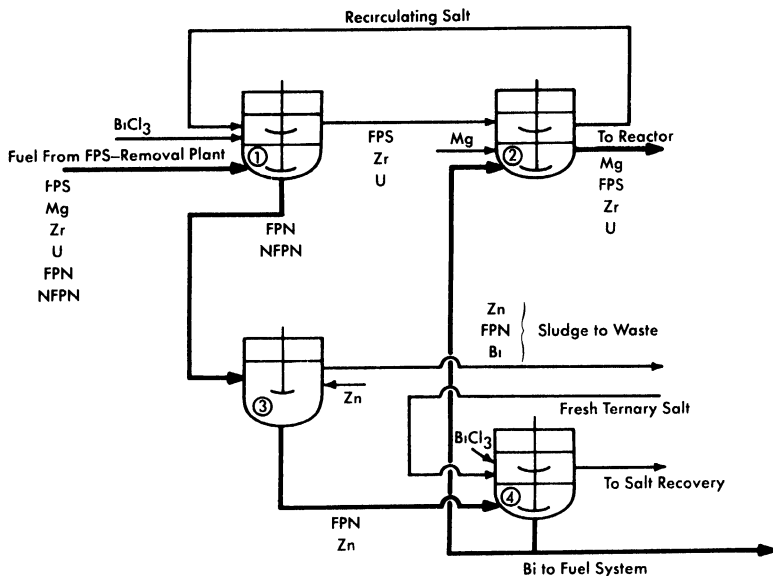 Recirculating Salt
BiCl3
Fuel From FPS–Removal Plant
FPS
Mg
Zr
U
FPN
NFPN
1
FPS
Zr
U
Mg
2
To Reactor
Mg
FPS
Zr
U
FPN
NFPN
Zn
FPN
Bi
Sludge to Waste
3
Zn
Fresh Ternary Salt
BiCl3
4
To Salt Recovery
FPN
Zn
Bi to Fuel System